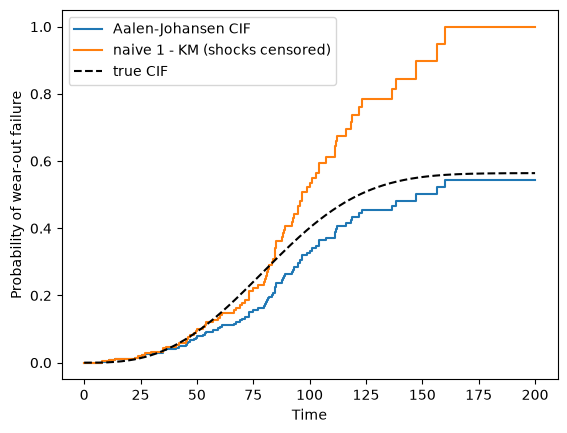 Aalen-Johansen CIF
naive 1 - KM (shocks censored)
true CIF
1.0
0.8
0.6
0.4
0.2
0.0
Probability of wear-out failure
0 25 50 75 100 125 150 175 200
Time